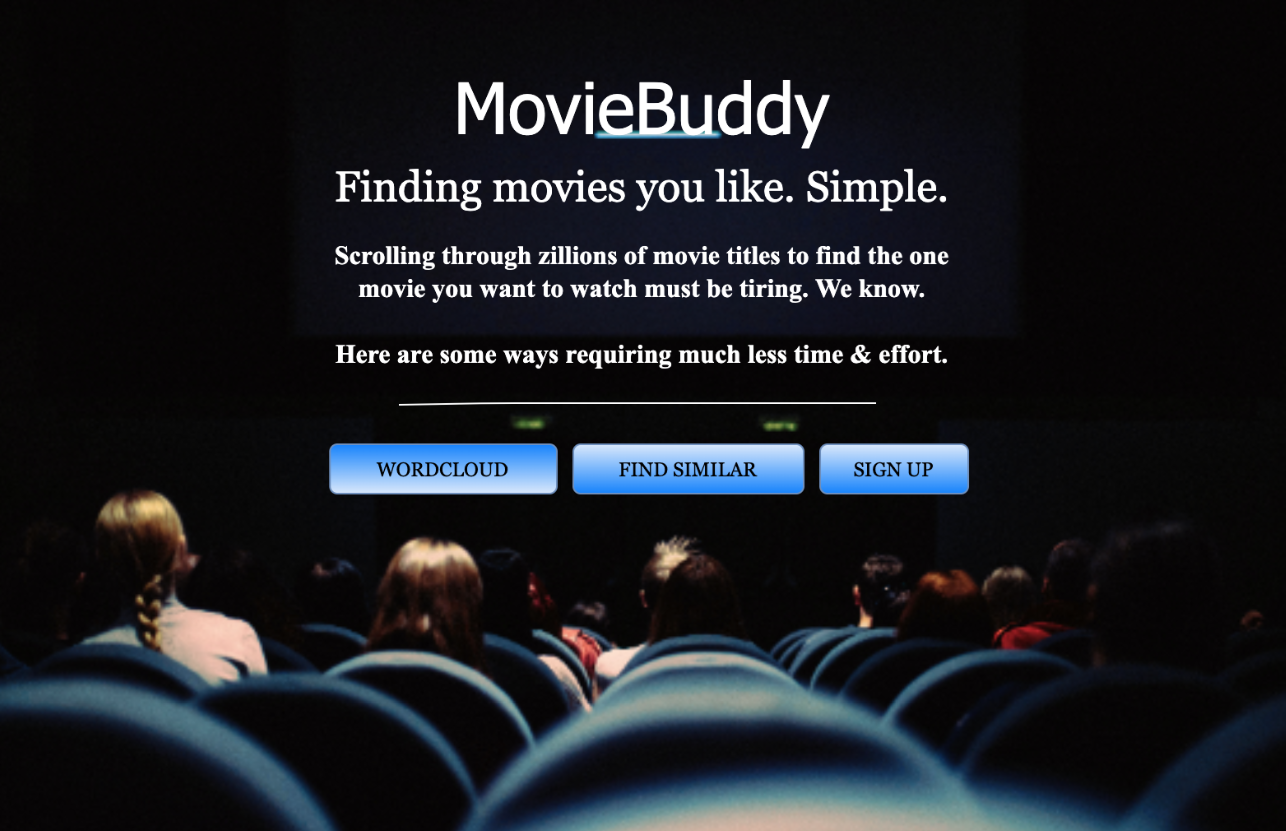 MovieBuddy
Finding movies you like. Simple.
Scrolling through zillions of movie titles to find the one
movie you want to watch must be tiring. We know.
Here are some ways requiring much less time & effort.
WORDCLOUD
FIND SIMILAR
SIGN UP